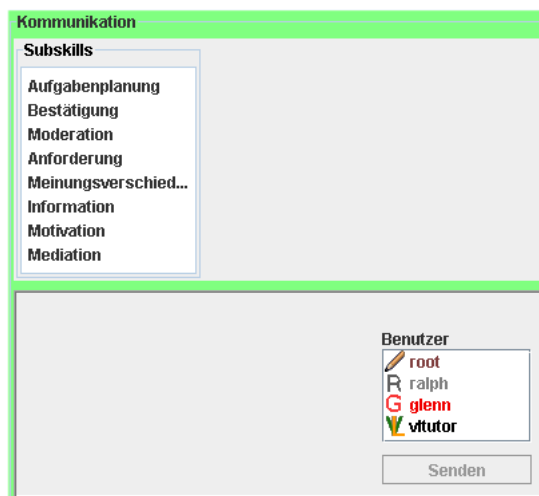 Kommunikation
Subskills
Aufgabenplanung
Bestätigung
Moderation
Anforderung
Meinungsverschied...
Information
Motivation
Mediation
Benutzer
root
R ralph
G glenn
vltutor
Senden